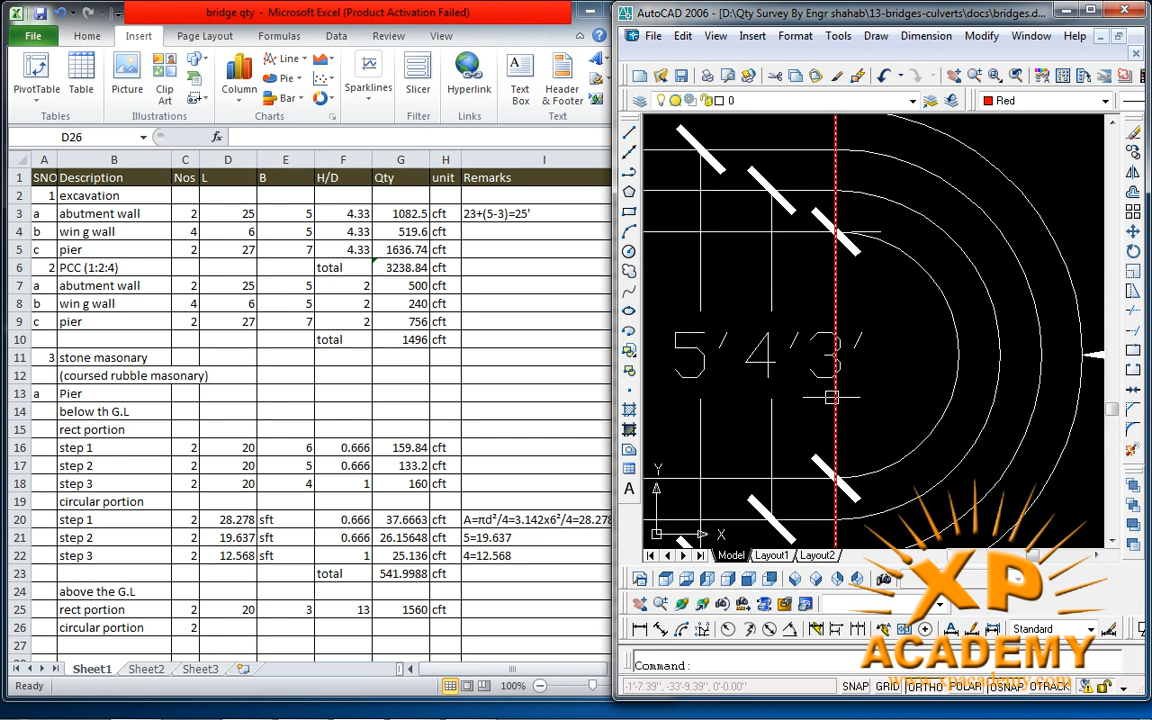 bridge qty - Microsoft Excel (Product Activation Failed)
File Home Insert Page Layout Formulas Data Review View
PivotTable Table Picture Clip Art Column Line Pie Bar Sparklines Slicer Hyperlink Text Box Header & Footer
Tables Illustrations Charts Filter Links Text
D26 fx
A B C D E F G H I
1 SNO Description Nos L B H/D Qty unit Remarks
2 1 excavation
3 a abutment wall 2 25 5 4.33 1082.5 cft 23+(5-3)=25'
4 b win g wall 4 6 5 4.33 519.6 cft
5 c pier 2 27 7 4.33 1636.74 cft
6 2 PCC (1:2:4) total 3238.84 cft
7 a abutment wall 2 25 5 2 500 cft
8 b win g wall 4 6 5 2 240 cft
9 c pier 2 27 7 2 756 cft
10 total 1496 cft
11 3 stone masonary
12 (coursed rubble masonary)
13 a Pier
14 below th G.L
15 rect portion
16 step 1 2 20 6 0.666 159.84 cft
17 step 2 2 20 5 0.666 133.2 cft
18 step 3 2 20 4 1 160 cft
19 circular portion
20 step 1 2 28.278 sft 0.666 37.6663 cft A=πd²/4=3.142x6²/4=28.278
21 step 2 2 19.637 sft 0.666 26.15648 cft 5=19.637
22 step 3 2 12.568 sft 1 25.136 cft 4=12.568
23 total 541.9988 cft
24 above the G.L
25 rect portion 2 20 3 13 1560 cft
26 circular portion 2
27
Sheet1 Sheet2 Sheet3
Ready 100%
AutoCAD 2006 - [D:\Qty Survey By Engr shahab\13-bridges-culverts\docs\bridges.d...
File Edit View Insert Format Tools Draw Dimension Modify Window Help
0 Red
5' 4' 3'
Y
X
Model Layout1 Layout2
Standard
Command:
-1'-7.39", -33'-9.39", 0'-0.00" SNAP GRID ORTHO POLAR OSNAP OTRACK
XP
ACADEMY
www.xpacademy.com